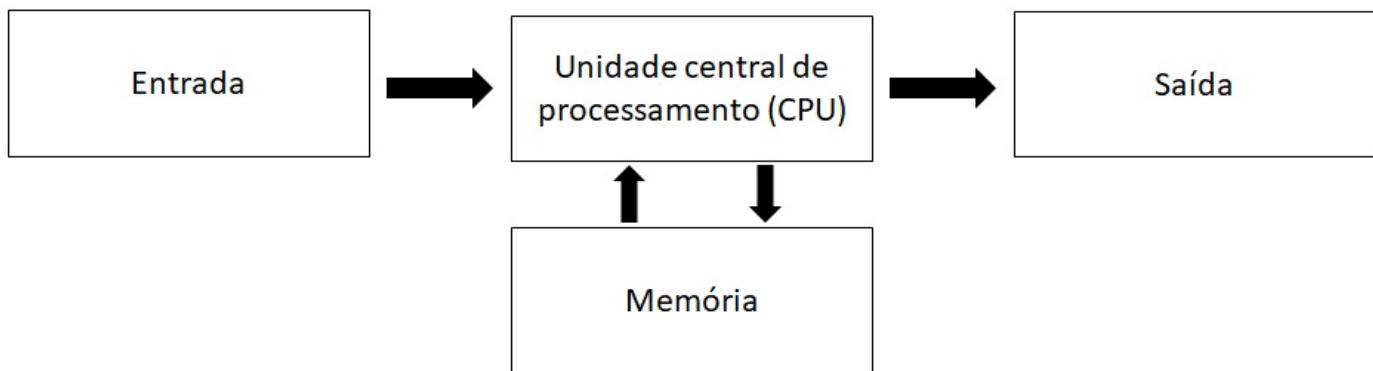 Entrada
Unidade central de
processamento (CPU)
Saída
Memória